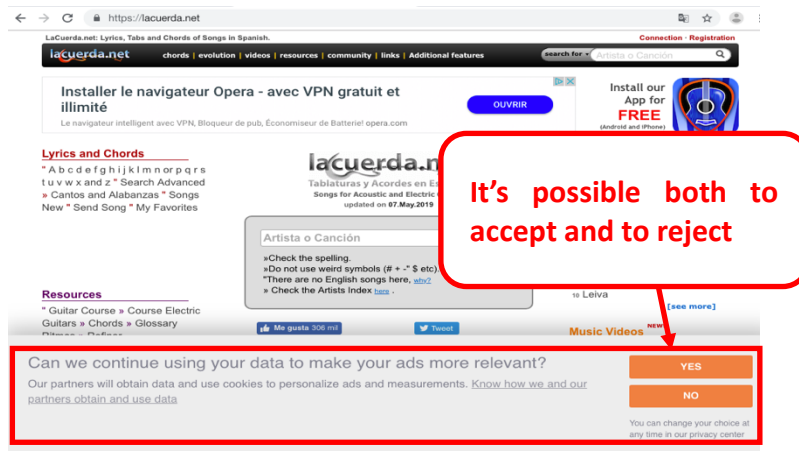 https://lacuerda.net
LaCuerda.net: Lyrics, Tabs and Chords of Songs in Spanish.
Connection · Registration
lacuerda.net
chords | evolution | videos | resources | community | links | Additional features
search for
Artista o Canción
Installer le navigateur Opera - avec VPN gratuit et
illimité
Le navigateur intelligent avec VPN, Bloqueur de pub, Économiseur de Batterie! opera.com
OUVRIR
Install our
App for
FREE
(Android and iPhone)
Lyrics and Chords
" A b c d e f g h i j k l m n o r p q r s
t u v w x and z " Search Advanced
» Cantos and Alabanzas " Songs
New " Send Song " My Favorites
lacuerda.n
Tablaturas y Acordes en Es
Songs for Acoustic and Electric
updated on 07.May.2019
Artista o Canción
»Check the spelling.
»Do not use weird symbols (# + -" $ etc).
"There are no English songs here, why?
» Check the Artists Index here .
It's possible both to
accept and to reject
Resources
" Guitar Course » Course Electric
Guitars » Chords » Glossary
10 Leiva
[see more]
Me gusta 306 mil
Tweet
Music Videos NEW
Can we continue using your data to make your ads more relevant?
Our partners will obtain data and use cookies to personalize ads and measurements. Know how we and our
partners obtain and use data
YES
NO
You can change your choice at
any time in our privacy center